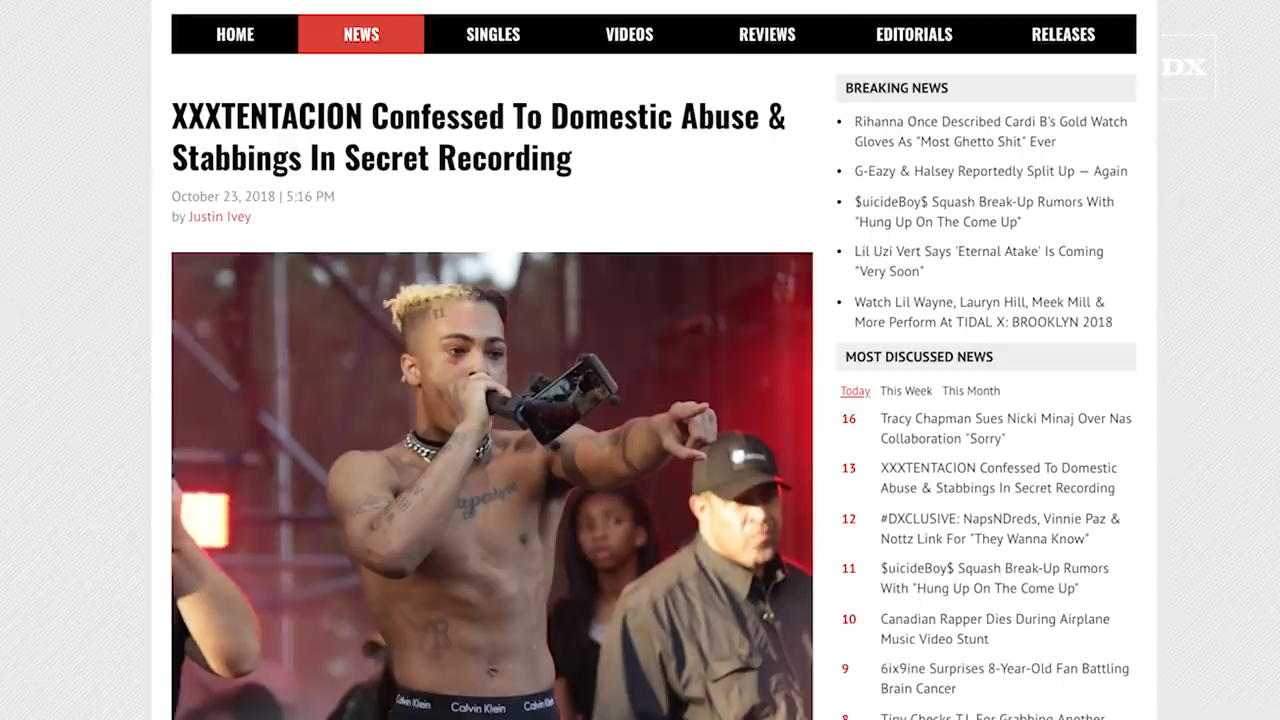 HOME NEWS SINGLES VIDEOS REVIEWS EDITORIALS RELEASES
DX
XXXTENTACION Confessed To Domestic Abuse &
Stabbings In Secret Recording
October 23, 2018 | 5:16 PM
by Justin Ivey
Calvin Klein Calvin Klein
BREAKING NEWS
• Rihanna Once Described Cardi B's Gold Watch
Gloves As "Most Ghetto Shit" Ever
• G-Eazy & Halsey Reportedly Split Up — Again
• $uicideBoy$ Squash Break-Up Rumors With
"Hung Up On The Come Up"
• Lil Uzi Vert Says 'Eternal Atake' Is Coming
"Very Soon"
• Watch Lil Wayne, Lauryn Hill, Meek Mill &
More Perform At TIDAL X: BROOKLYN 2018
MOST DISCUSSED NEWS
Today This Week This Month
16 Tracy Chapman Sues Nicki Minaj Over Nas
Collaboration "Sorry"
13 XXXTENTACION Confessed To Domestic
Abuse & Stabbings In Secret Recording
12 #DXCLUSIVE: NapsNDreds, Vinnie Paz &
Nottz Link For "They Wanna Know"
11 $uicideBoy$ Squash Break-Up Rumors
With "Hung Up On The Come Up"
10 Canadian Rapper Dies During Airplane
Music Video Stunt
9 6ix9ine Surprises 8-Year-Old Fan Battling
Brain Cancer
8 Tiny Checks T.I. For Grabbing Another